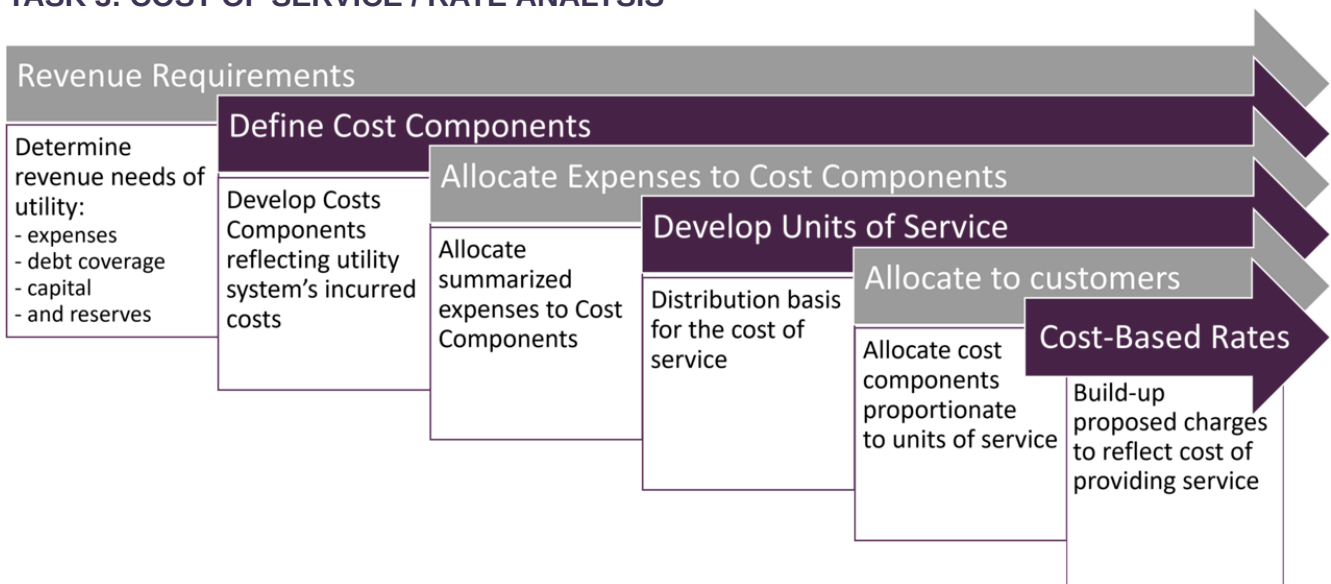 TASK 3: COST OF SERVICE / RATE ANALYSIS
Revenue Requirements
Determine
revenue needs of
utility:
- expenses
- debt coverage
- capital
- and reserves
Define Cost Components
Develop Costs
Components
reflecting utility
system's incurred
costs
Allocate Expenses to Cost Components
Allocate
summarized
expenses to Cost
Components
Develop Units of Service
Distribution basis
for the cost of
service
Allocate to customers
Allocate cost
components
proportionate
to units of service
Cost-Based Rates
Build-up
proposed charges
to reflect cost of
providing service